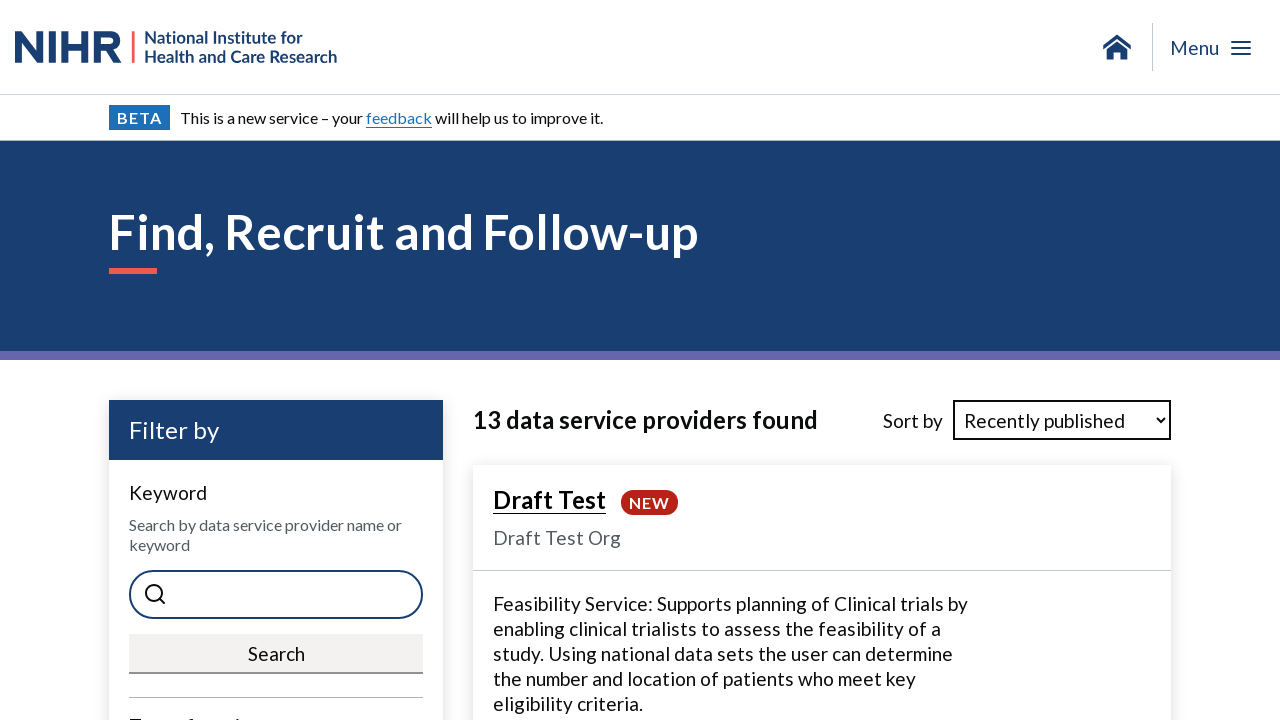 NIHR
National Institute for
Health and Care Research
Menu
BETA This is a new service – your feedback will help us to improve it.
Find, Recruit and Follow-up
Filter by
Keyword
Search by data service provider name or
keyword
Search
13 data service providers found
Sort by Recently published
Draft Test NEW
Draft Test Org
Feasibility Service: Supports planning of Clinical trials by
enabling clinical trialists to assess the feasibility of a
study. Using national data sets the user can determine
the number and location of patients who meet key
eligibility criteria.